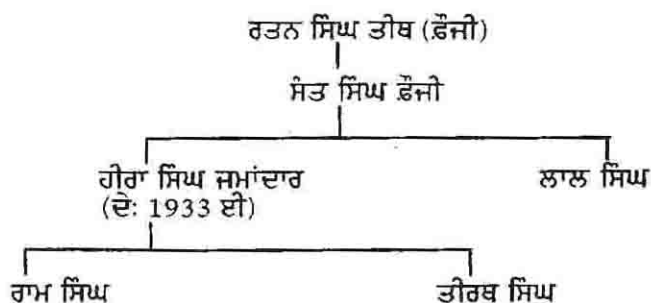 ਰਤਨ ਸਿੰਘ ਤੀਥ (ਫ਼ੌਜੀ)
ਸੰਤ ਸਿੰਘ ਫ਼ੌਜੀ
ਹੀਰਾ ਸਿੰਘ ਜਮਾਂਦਾਰ ਲਾਲ ਸਿੰਘ
(ਦੇ: 1933 ਈ)
ਰਾਮ ਸਿੰਘ ਤੀਰਥ ਸਿੰਘ